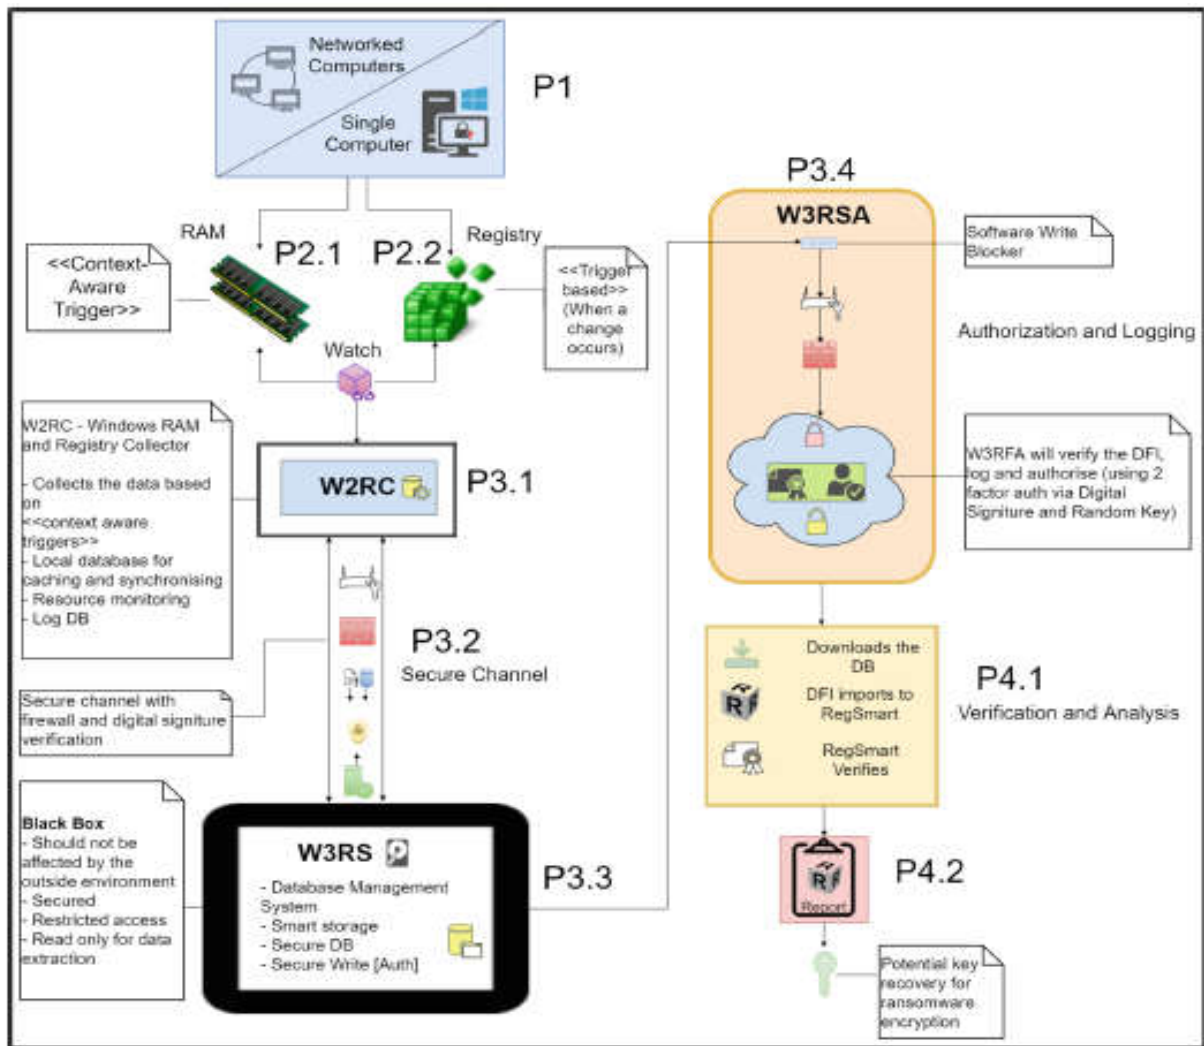 Networked
Computers
Single
Computer
P1
RAM
P2.1
P2.2
Registry
<<Context-
Aware
Trigger>>
<<Trigger
based>>
(When a
change
occurs)
Watch
W2RC - Windows RAM
and Registry Collector
- Collects the data based
on
<<context aware
triggers>>
- Local database for
caching and synchronising
- Resource monitoring
- Log DB
W2RC
P3.1
P3.2
Secure Channel
Secure channel with
firewall and digital signiture
verification
Black Box
- Should not be
affected by the
outside environment
- Secured
- Restricted access
- Read only for data
extraction
W3RS
- Database Management
System
- Smart storage
- Secure DB
- Secure Write [Auth]
P3.3
P3.4
W3RSA
Software Write
Blocker
Authorization and Logging
W3RFA will verify the DFI,
log and authorise (using 2
factor auth via Digital
Signiture and Random Key)
Downloads the
DB
DFI imports to
RegSmart
RegSmart
Verifies
P4.1
Verification and Analysis
P4.2
Report
Potential key
recovery for
ransomware
encryption